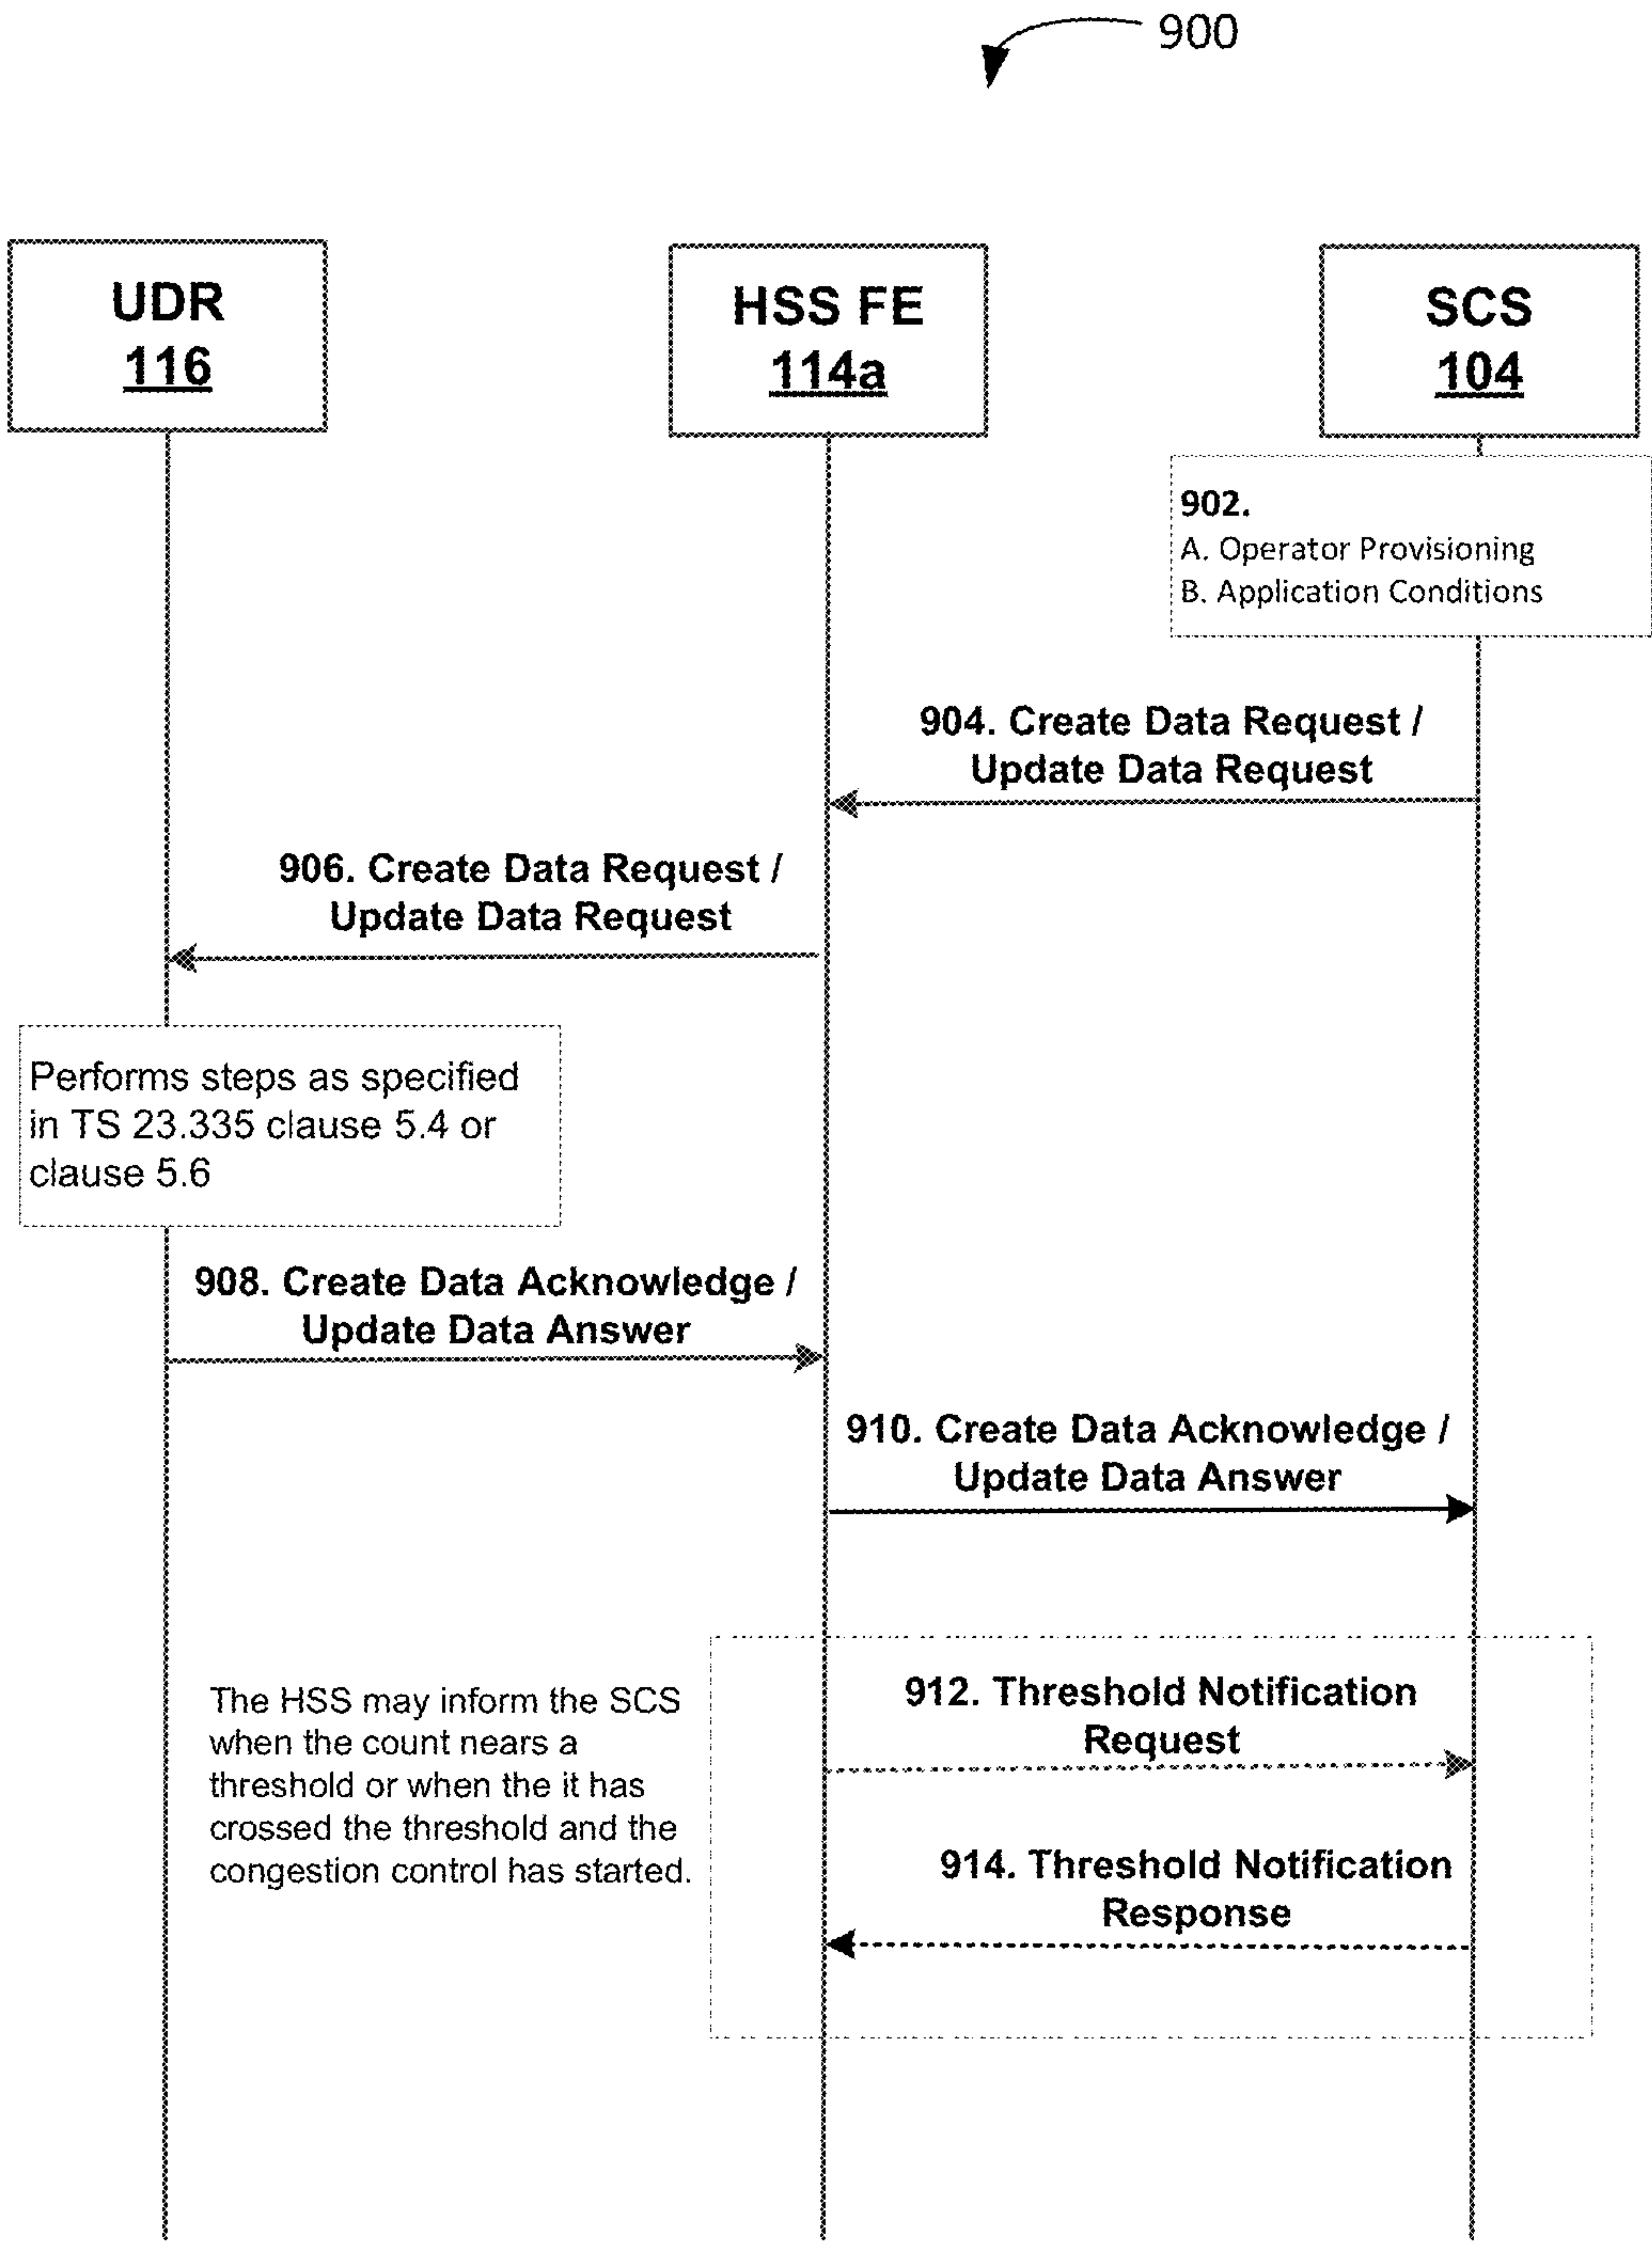 900
UDR
116
HSS FE
114a
SCS
104
902.
A. Operator Provisioning
B. Application Conditions
904. Create Data Request /
Update Data Request
906. Create Data Request /
Update Data Request
Performs steps as specified
in TS 23.335 clause 5.4 or
clause 5.6
908. Create Data Acknowledge /
Update Data Answer
910. Create Data Acknowledge /
Update Data Answer
The HSS may inform the SCS
when the count nears a
threshold or when the it has
crossed the threshold and the
congestion control has started.
912. Threshold Notification
Request
914. Threshold Notification
Response